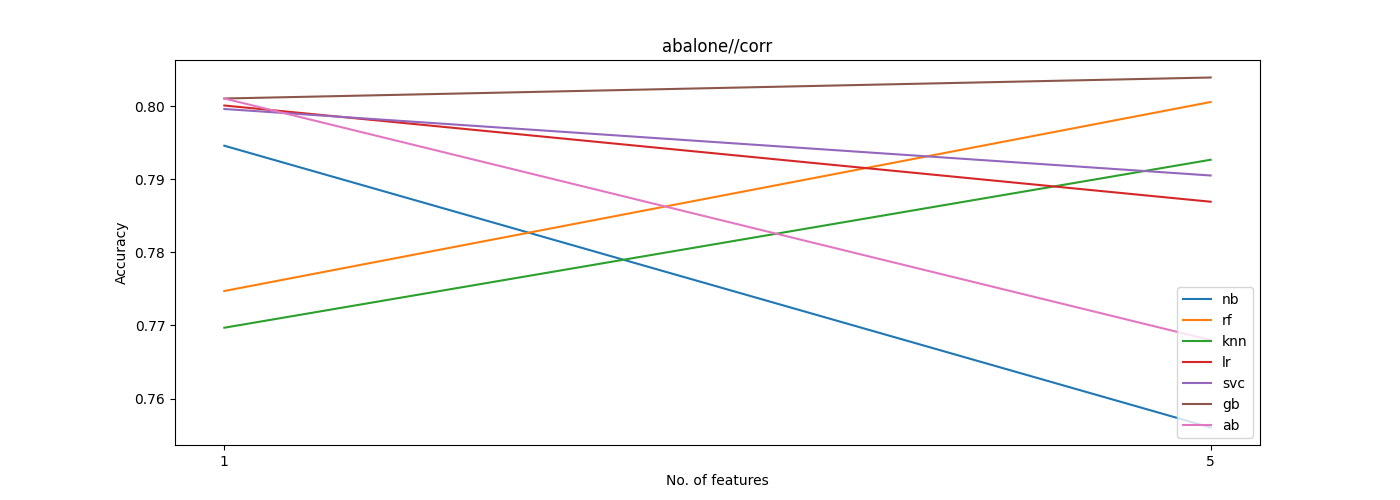 abalone//corr
Accuracy
0.80
0.79
0.78
0.77
0.76
1
5
No. of features
nb
rf
knn
lr
svc
gb
ab